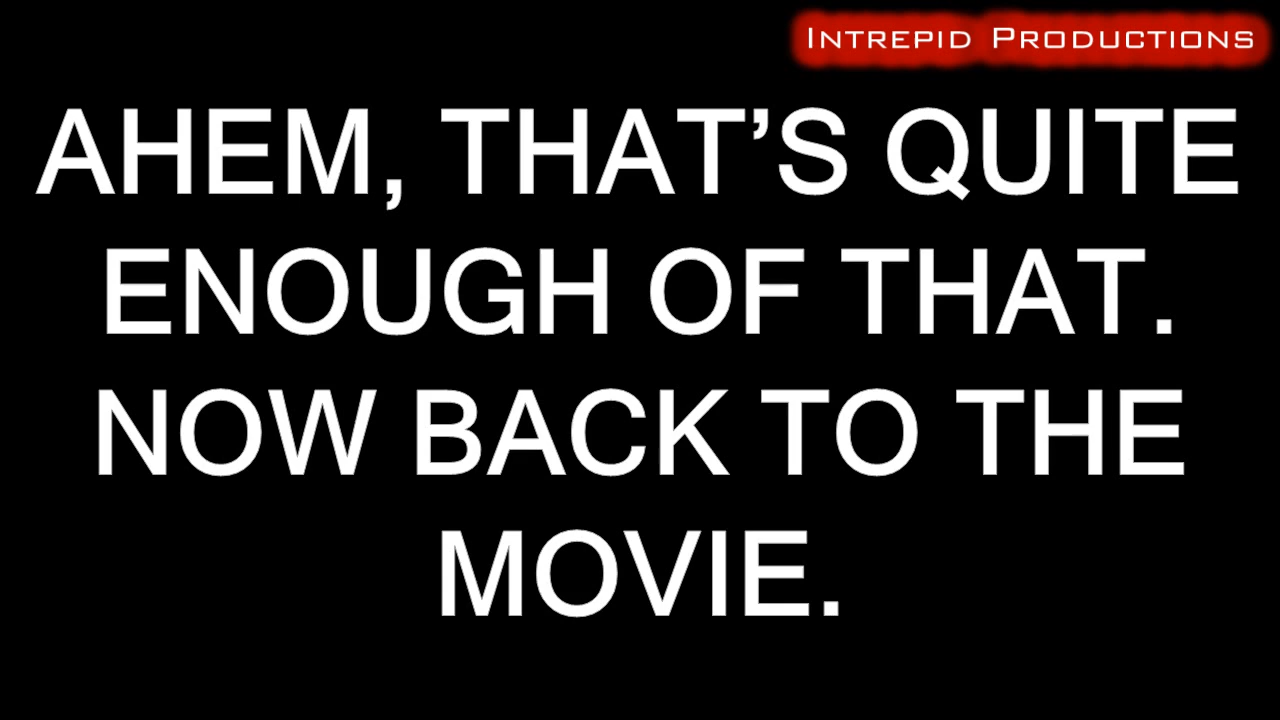 INTREPID PRODUCTIONS
AHEM, THAT’S QUITE
ENOUGH OF THAT.
NOW BACK TO THE
MOVIE.